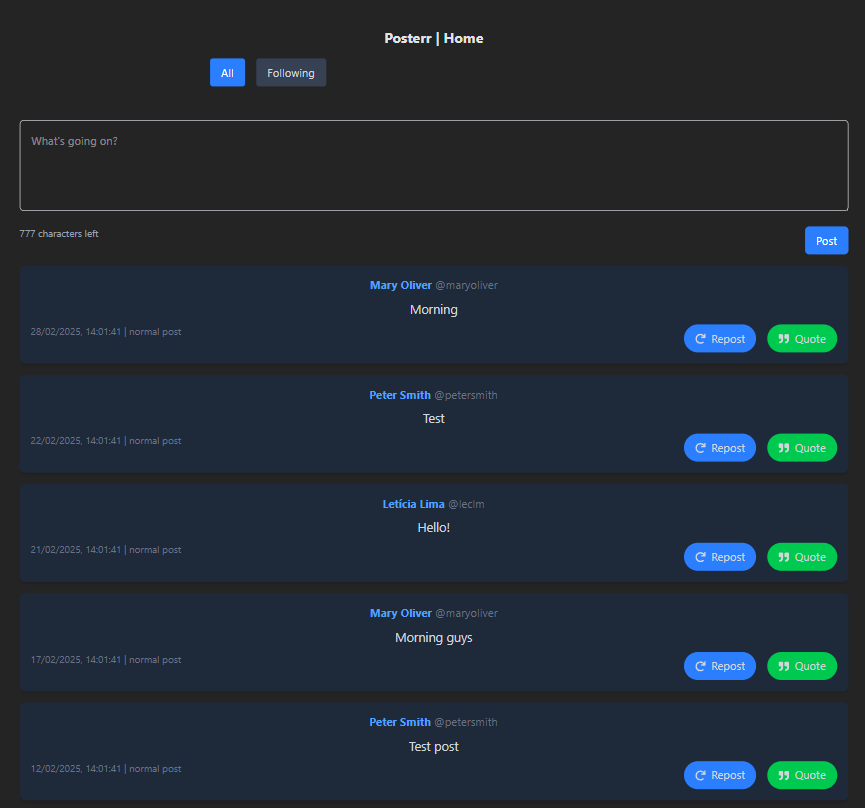 Posterr | Home
All Following
What's going on?
777 characters left
Post
Mary Oliver @maryoliver
Morning
28/02/2025, 14:01:41 | normal post
Repost Quote
Peter Smith @petersmith
Test
22/02/2025, 14:01:41 | normal post
Repost Quote
Letícia Lima @lecim
Hello!
21/02/2025, 14:01:41 | normal post
Repost Quote
Mary Oliver @maryoliver
Morning guys
17/02/2025, 14:01:41 | normal post
Repost Quote
Peter Smith @petersmith
Test post
12/02/2025, 14:01:41 | normal post
Repost Quote